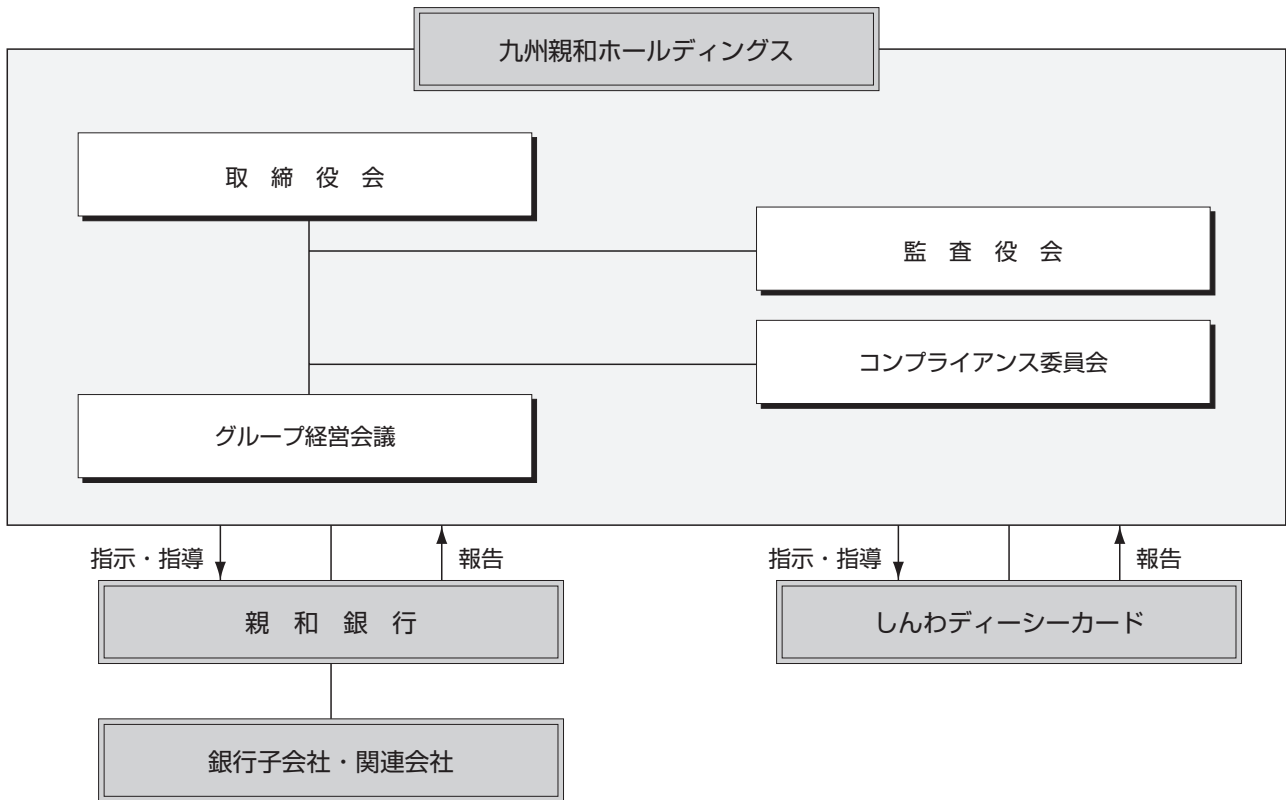 九州親和ホールディングス
取締役会
監査役会
コンプライアンス委員会
グループ経営会議
指示・指導
報告
指示・指導
報告
親和銀行
しんわディーシーカード
銀行子会社・関連会社